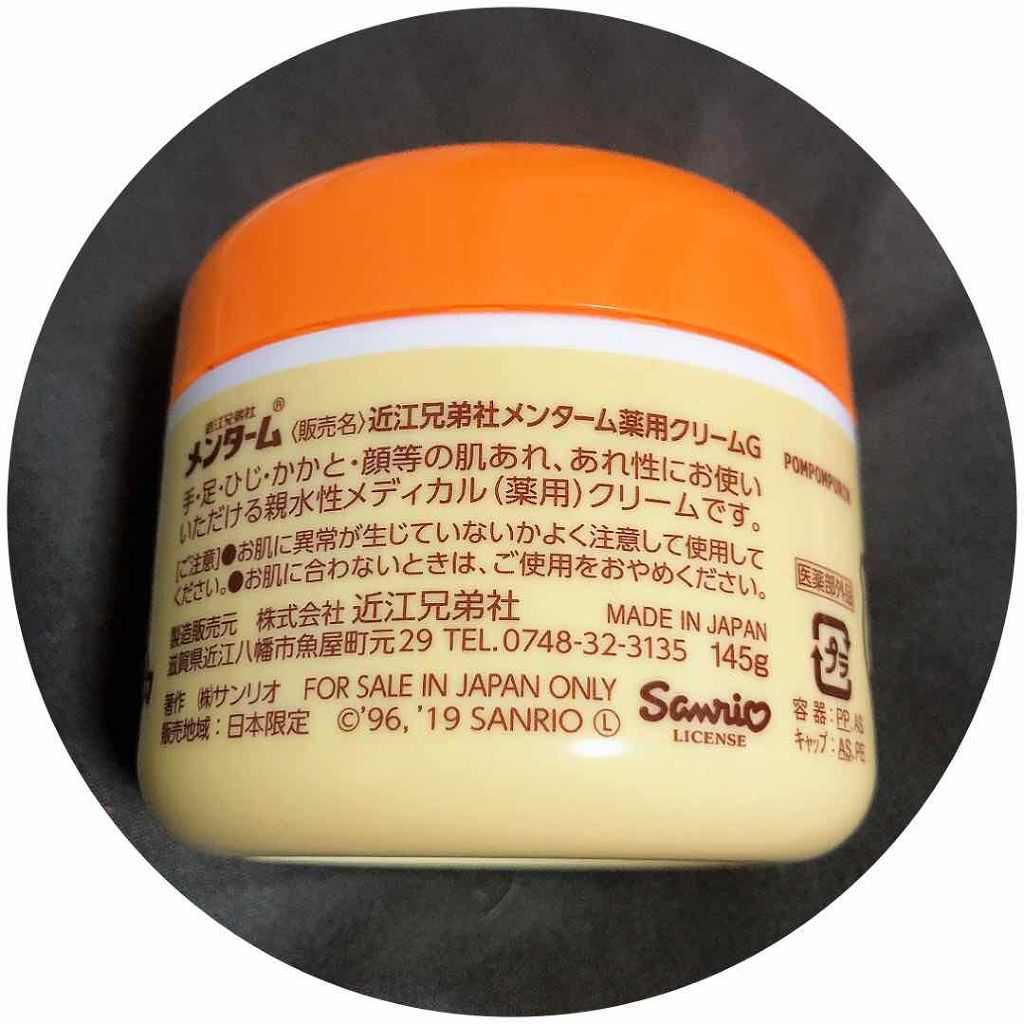 近江兄弟社
メンターム® 〈販売名〉近江兄弟社メンターム薬用クリームG
手・足・ひじ・かかと・顔等の肌あれ、あれ性にお使い
いただける親水性メディカル(薬用)クリームです。
[ご注意]●お肌に異常が生じていないかよく注意して使用して
ください。●お肌に合わないときは、ご使用をおやめください。
製造販売元 株式会社 近江兄弟社 MADE IN JAPAN
滋賀県近江八幡市魚屋町元29 TEL.0748-32-3135 145g
著作 (株)サンリオ FOR SALE IN JAPAN ONLY
販売地域:日本限定 ©'96, '19 SANRIO Ⓛ
Sanrio
LICENSE
POMPOMPURIN
医薬部外品
プラ
容器:PP, AS
キャップ:AS, PE